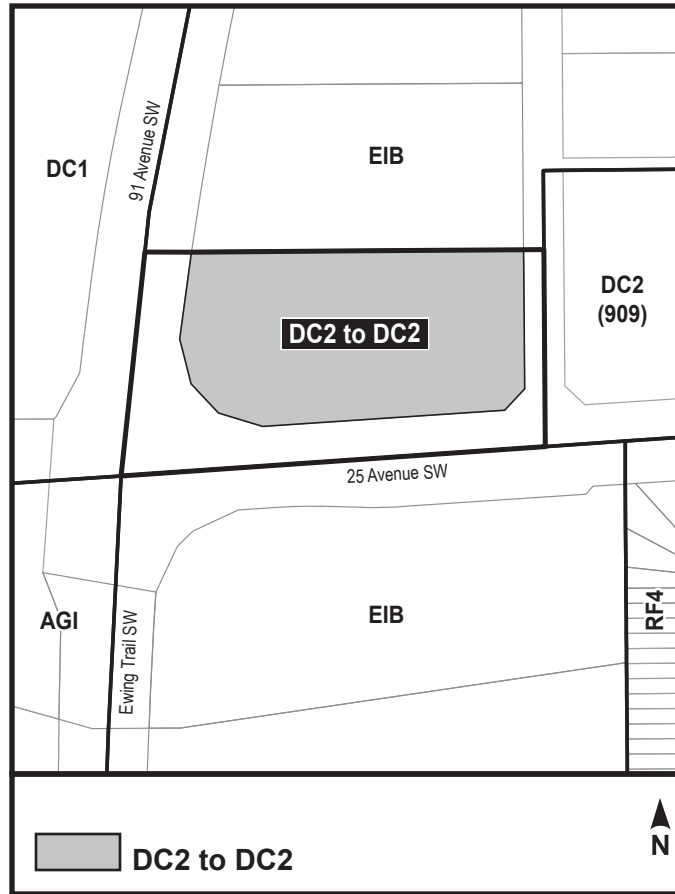 DC1
91 Avenue SW
EIB
DC2
(909)
DC2 to DC2
25 Avenue SW
AGI
Ewing Trail SW
EIB
RF4
DC2 to DC2
N